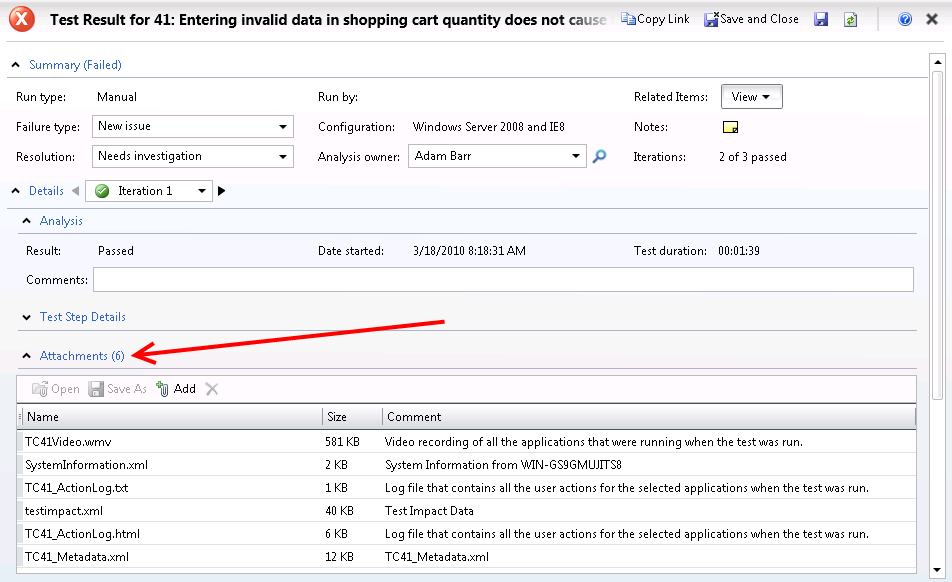 Test Result for 41: Entering invalid data in shopping cart quantity does not cause Copy Link Save and Close
Summary (Failed)
Run type: Manual Run by: Related Items: View
Failure type: New issue Configuration: Windows Server 2008 and IE8 Notes:
Resolution: Needs investigation Analysis owner: Adam Barr Iterations: 2 of 3 passed
Details Iteration 1
Analysis
Result: Passed Date started: 3/18/2010 8:18:31 AM Test duration: 00:01:39
Comments:
Test Step Details
Attachments (6)
Open Save As Add
Name Size Comment
TC41Video.wmv 581 KB Video recording of all the applications that were running when the test was run.
SystemInformation.xml 2 KB System Information from WIN-GS9GMUJITS8
TC41_ActionLog.txt 1 KB Log file that contains all the user actions for the selected applications when the test was run.
testimpact.xml 40 KB Test Impact Data
TC41_ActionLog.html 6 KB Log file that contains all the user actions for the selected applications when the test was run.
TC41_Metadata.xml 12 KB TC41_Metadata.xml